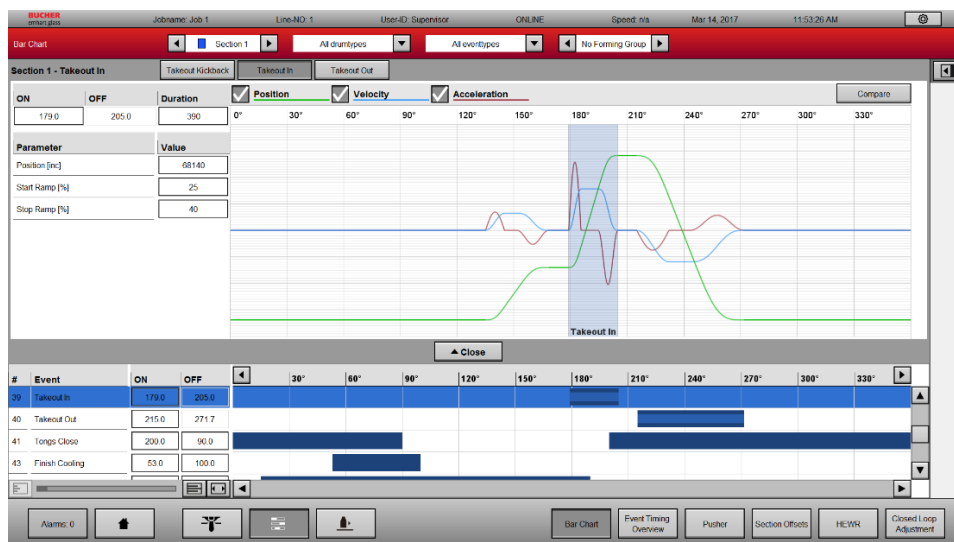 BUCHER
emhart glass
Jobname: Job 1 Line-NO: 1 User-ID: Supervisor ONLINE Speed: n/a Mar 14, 2017 11:53:26 AM
Bar Chart Section 1 All drumtypes All eventtypes No Forming Group
Section 1 - Takeout In Takeout Kickback Takeout In Takeout Out
Position Velocity Acceleration Compare
ON OFF Duration
179.0 205.0 390
0° 30° 60° 90° 120° 150° 180° 210° 240° 270° 300° 330°
Parameter Value
Position [inc] 68140
Start Ramp [%] 25
Stop Ramp [%] 40
Takeout In
Close
# Event ON OFF 30° 60° 90° 120° 150° 180° 210° 240° 270° 300° 330°
39 Takeout In 179.0 205.0
40 Takeout Out 215.0 271.7
41 Tongs Close 200.0 90.0
43 Finish Cooling 53.0 100.0
Alarms: 0 Bar Chart Event Timing Overview Pusher Section Offsets HEWR Closed Loop Adjustment